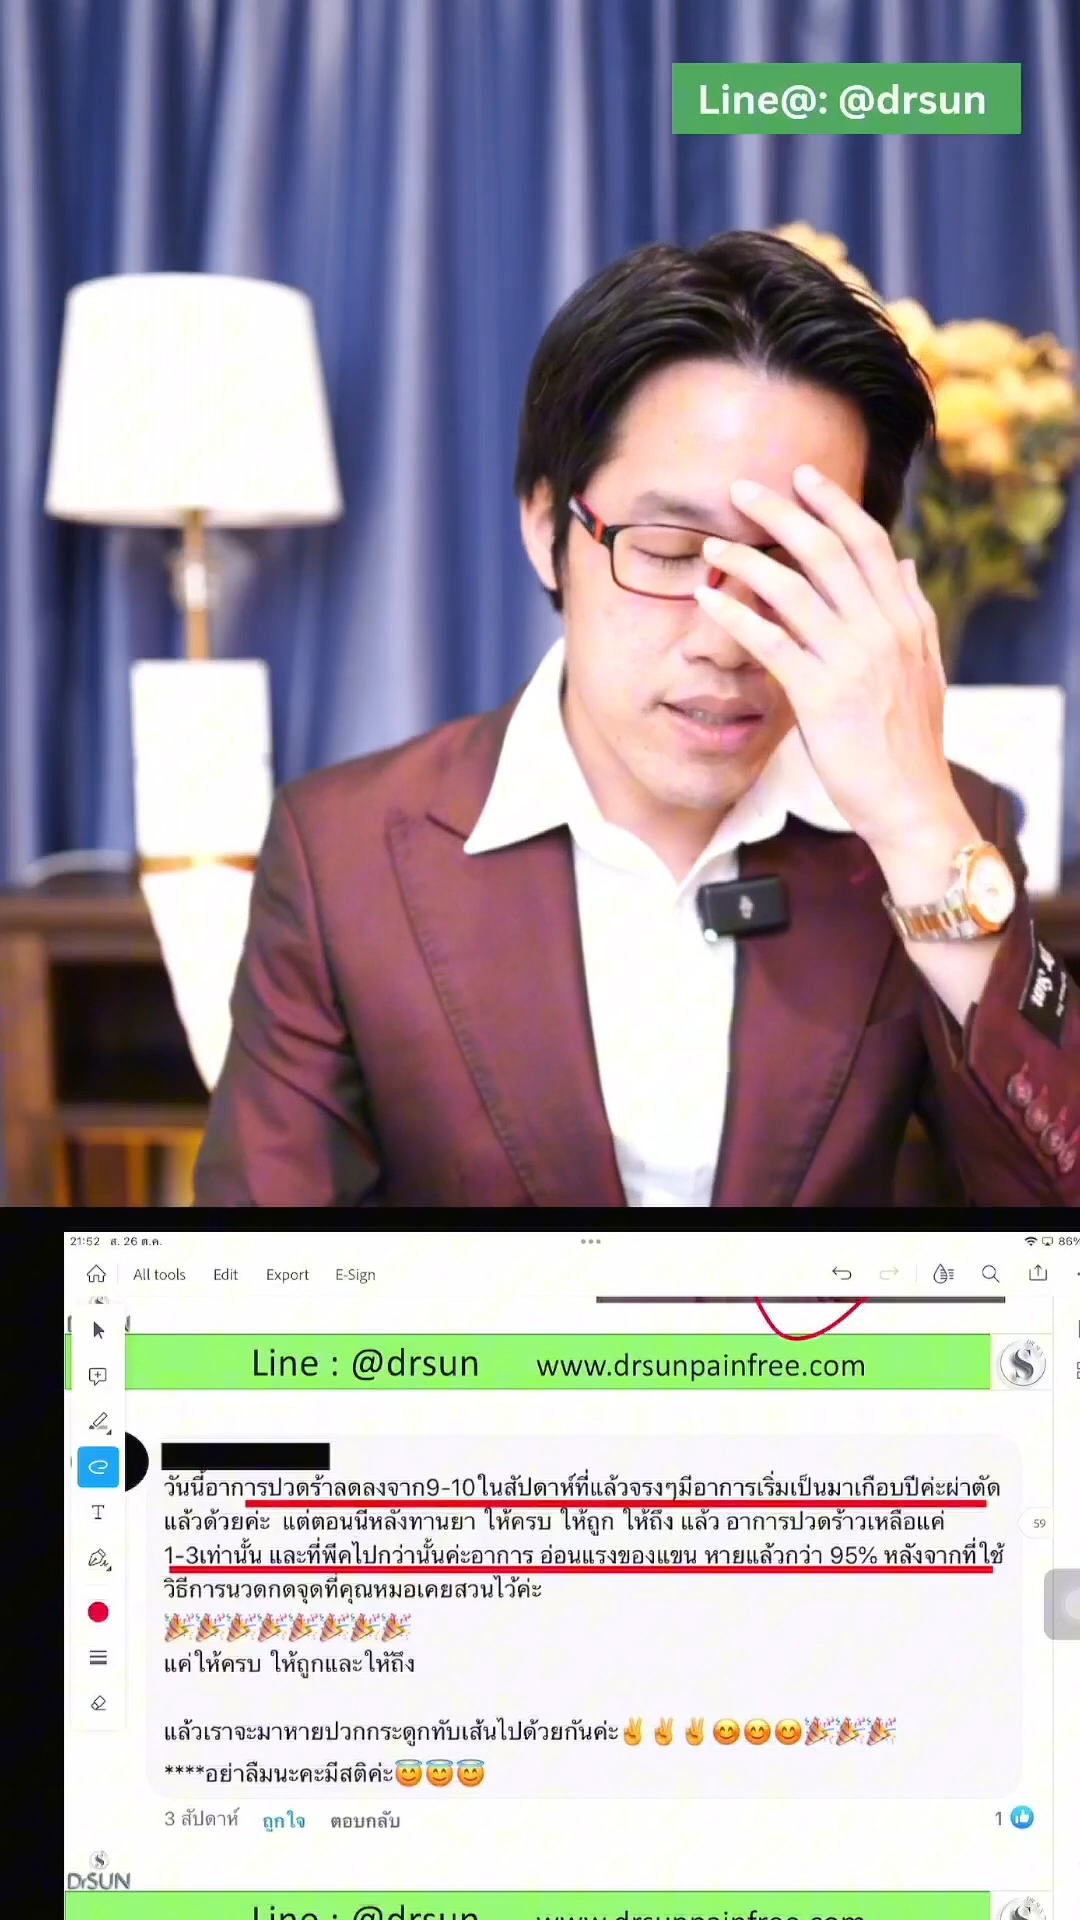 Line@: @drsun
Dr Sun
21:52 ส. 26 ต.ค.
86%
All tools Edit Export E-Sign
Line : @drsun www.drsunpainfree.com
S
วันนี้อาการปวดร้าลดลงจาก9-10ในสัปดาห์ที่แล้วจรงๆมีอาการเริ่มเป็นมาเกือบปีค่ะผ่าตัด
แล้วด้วยค่ะ แต่ตอนนี้หลังทานยา ให้ครบ ให้ถูก ให้ถึง แล้ว อาการปวดร้าวเหลือแค่
1-3เท่านั้น และที่พีคไปกว่านั้นค่ะอาการ อ่อนแรงของแขน หายแล้วกว่า 95% หลังจากที่ใช้
วิธีการนวดกดจุดที่คุณหมอเคยสวนไว้ค่ะ
🎉🎉🎉🎉🎉🎉🎉🎉
แค่ให้ครบ ให้ถูกและให้ถึง
แล้วเราจะมาหายปวกกระดูกทับเส้นไปด้วยกันค่ะ✌️✌️✌️😊😊😊🎉🎉🎉
****อย่าลืมนะคะมีสติค่ะ😇😇😇
59
3 สัปดาห์ ถูกใจ ตอบกลับ 1
S
DrSUN
Line : @drsun www.drsunpainfree.com